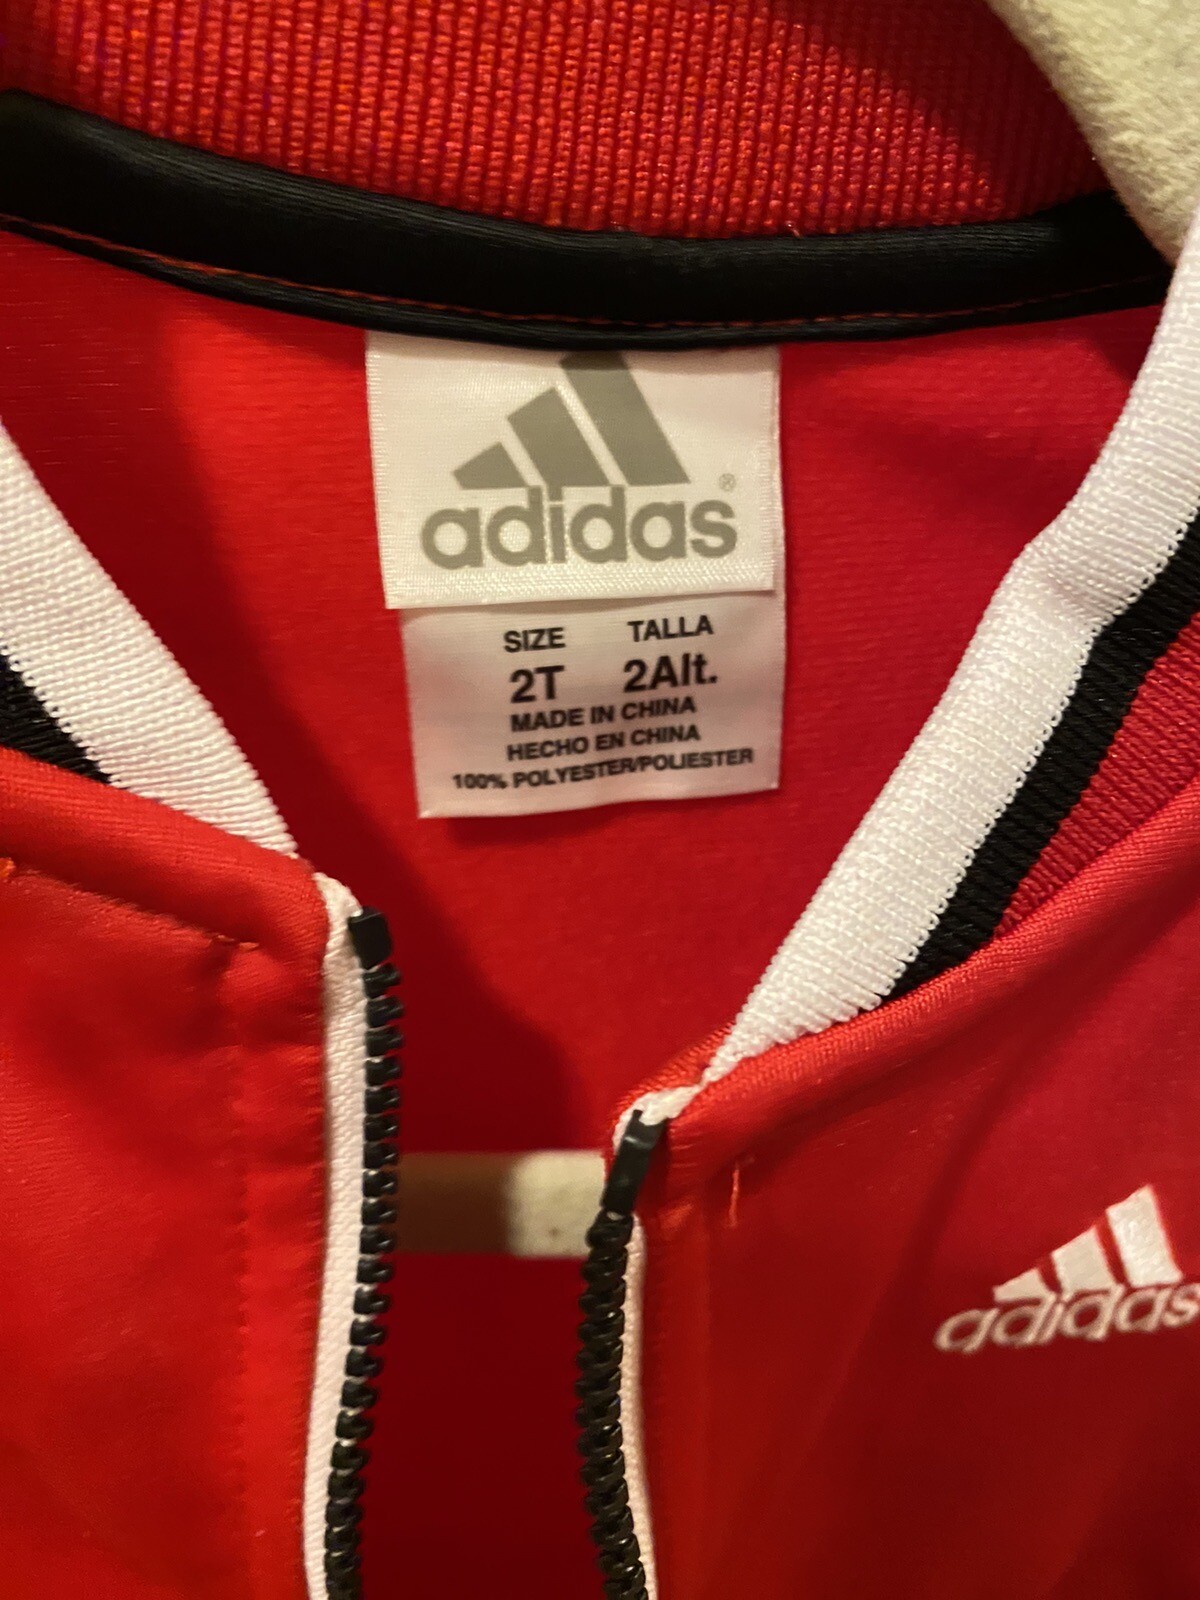 adidas®
SIZE TALLA
2T 2Alt.
MADE IN CHINA
HECHO EN CHINA
100% POLYESTER/POLIESTER
adidas